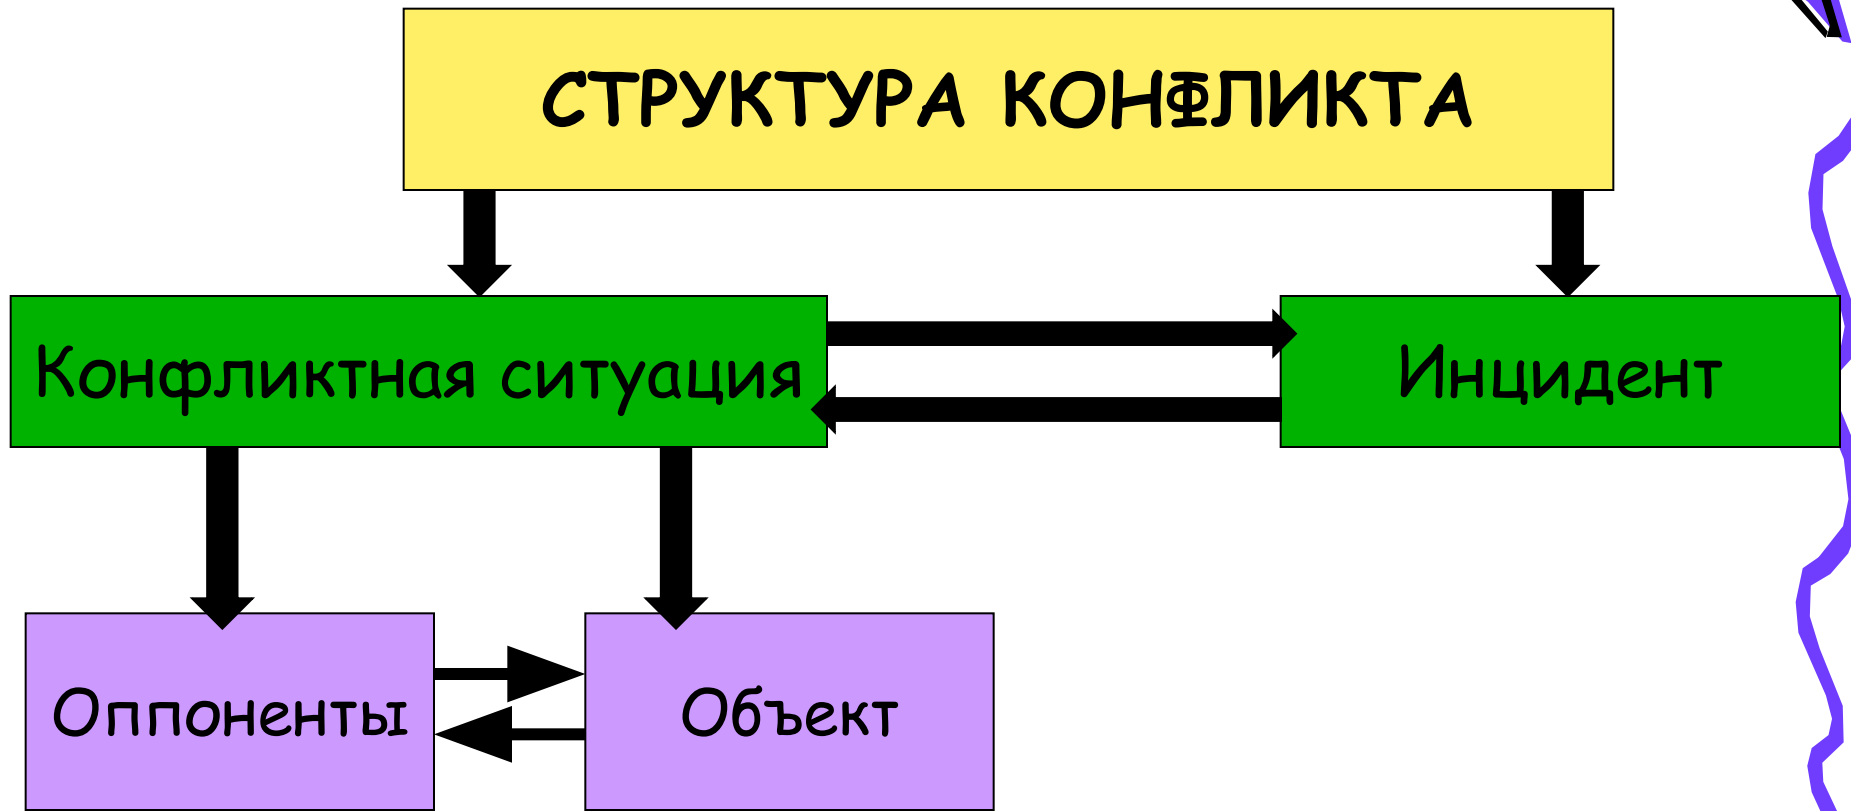 СТРУКТУРА КОНФЛИКТА
Конфликтная ситуация
Инцидент
Оппоненты
Объект